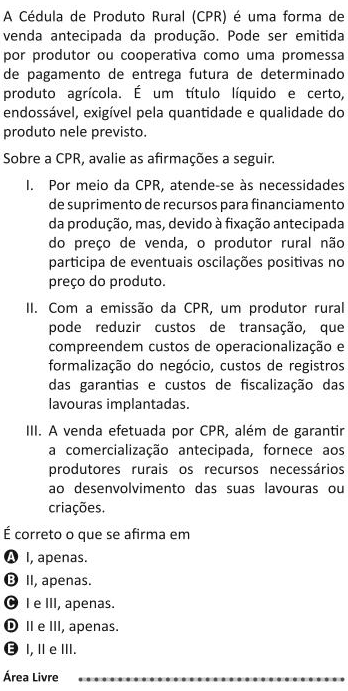 A Cédula de Produto Rural (CPR) é uma forma de
venda antecipada da produção. Pode ser emitida
por produtor ou cooperativa como uma promessa
de pagamento de entrega futura de determinado
produto agrícola. É um título líquido e certo,
endossável, exigível pela quantidade e qualidade do
produto nele previsto.
Sobre a CPR, avalie as afirmações a seguir.
I. Por meio da CPR, atende-se às necessidades
de suprimento de recursos para financiamento
da produção, mas, devido à fixação antecipada
do preço de venda, o produtor rural não
participa de eventuais oscilações positivas no
preço do produto.
II. Com a emissão da CPR, um produtor rural
pode reduzir custos de transação, que
compreendem custos de operacionalização e
formalização do negócio, custos de registros
das garantias e custos de fiscalização das
lavouras implantadas.
III. A venda efetuada por CPR, além de garantir
a comercialização antecipada, fornece aos
produtores rurais os recursos necessários
ao desenvolvimento das suas lavouras ou
criações.
É correto o que se afirma em
A I, apenas.
B II, apenas.
C I e III, apenas.
D II e III, apenas.
E I, II e III.
Área Livre